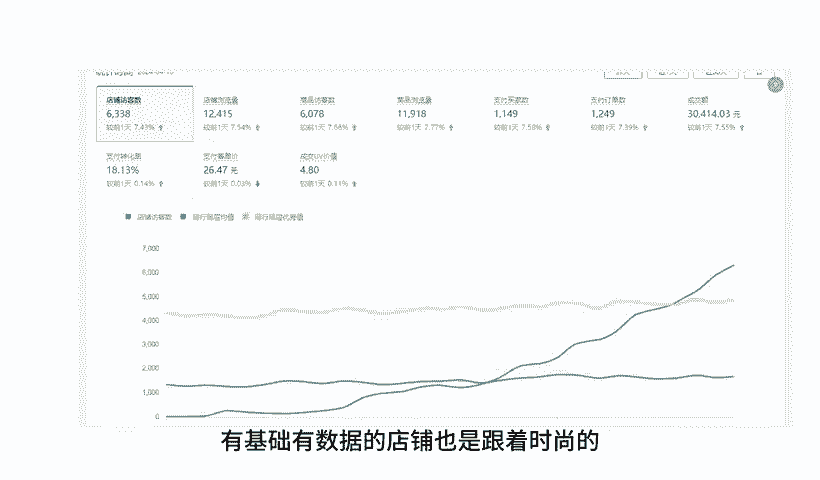 统计时间 2024-04-10
店铺访客数 店铺浏览量 商品访客数 商品浏览量 支付买家数 支付订单数 成交额
6,338 12,415 6,078 11,918 1,149 1,249 30,414.03 元
较前1天 7.43% 较前1天 7.54% 较前1天 7.66% 较前1天 7.77% 较前1天 7.58% 较前1天 7.39% 较前1天 7.55%
支付转化率 支付客单价 成交UV价值
18.13% 26.47 元 4.80
较前1天 0.14% 较前1天 0.03% 较前1天 0.11%
店铺访客数 同行同层均值 同行同层优秀值
7,000
6,000
5,000
4,000
3,000
2,000
1,000
0
有基础有数据的店铺也是跟着时尚的